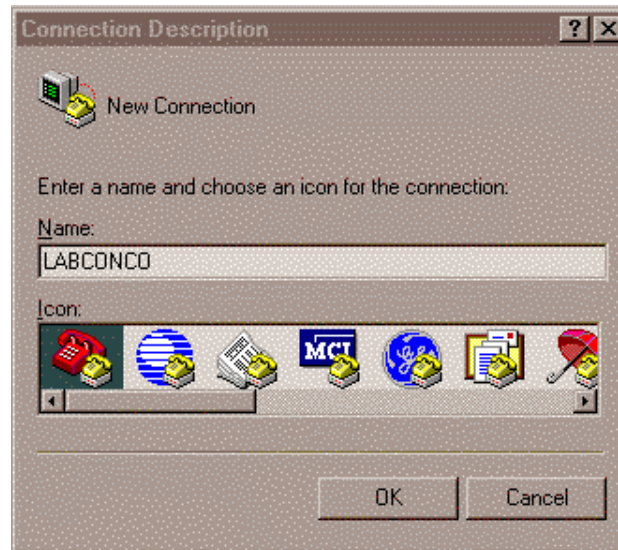 Connection Description
New Connection
Enter a name and choose an icon for the connection:
Name:
LABCONCO
Icon:
MCI
OK Cancel